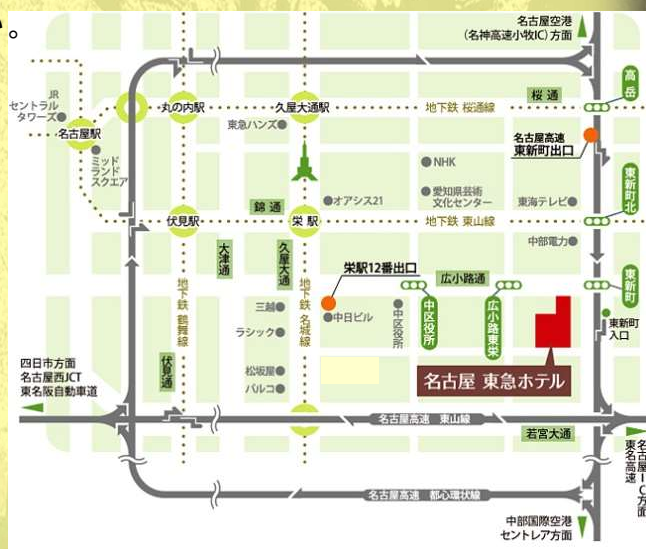 い。
名古屋空港
(名神高速小牧IC)方面
JR
セントラル
タワーズ
名古屋駅
ミッド
ランド
スクエア
丸の内駅
久屋大通駅
地下鉄 桜通線
桜 通
高岳
東急ハンズ
名古屋高速
東新町出口
NHK
愛知県芸術
文化センター
東海テレビ
東新町北
オアシス21
錦 通
伏見駅
栄 駅
地下鉄 東山線
中部電力
大津通
久屋大通
栄駅12番出口
広小路通
東新町
地下鉄 鶴舞線
地下鉄 名城線
三越
中日ビル
中区役所
中区役所
広小路東栄
東新町
入口
ラシック
伏見通
松坂屋
パルコ
名古屋 東急ホテル
四日市方面
名古屋西JCT
東名阪自動車道
名古屋高速 東山線
若宮大通
名古屋IC方面
東名高速
名古屋高速 都心環状線
中部国際空港
セントレア方面